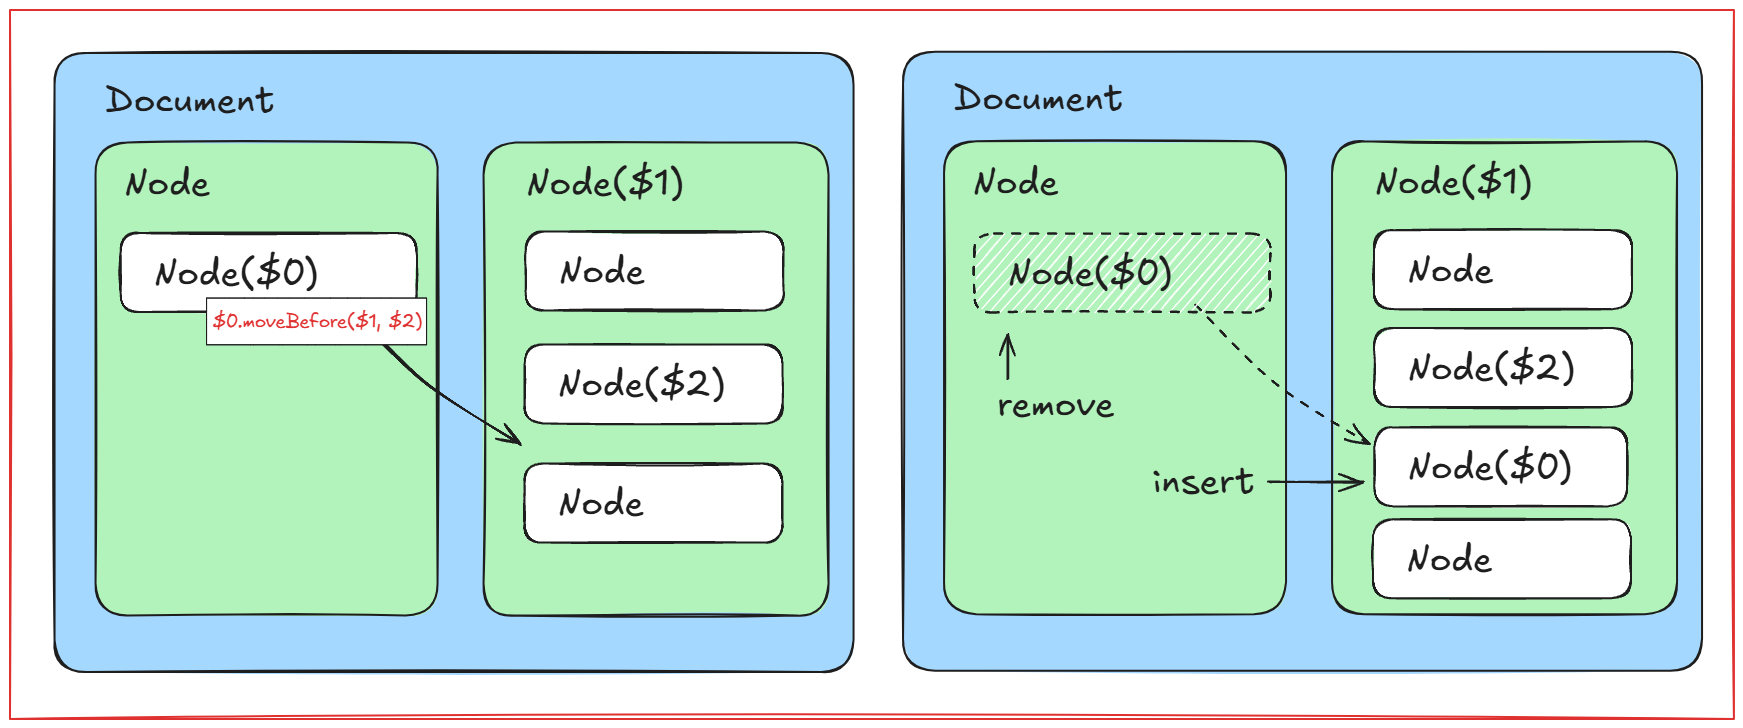 Document
Node
Node($0)
$0.moveBefore($1, $2)
Node($1)
Node
Node($2)
Node
Document
Node
Node($0)
remove
insert
Node($1)
Node
Node($2)
Node($0)
Node